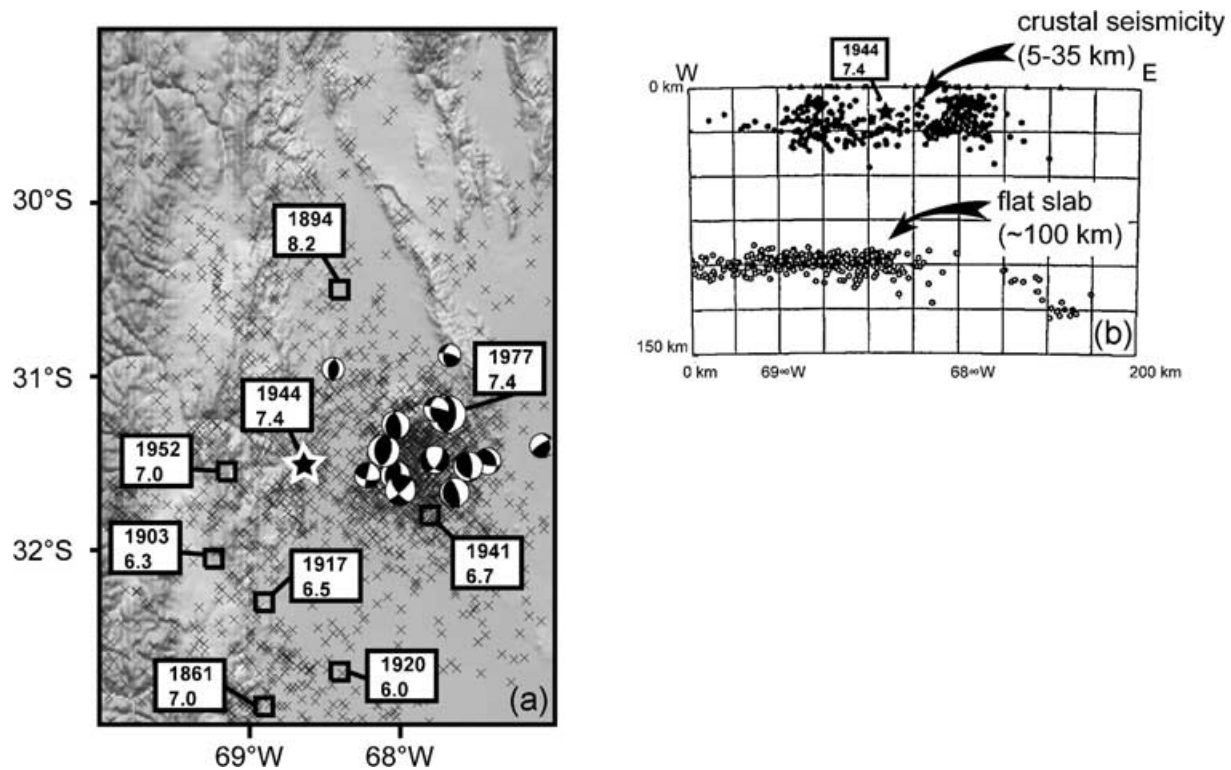 30°S
31°S
32°S
69°W
68°W
1894
8.2
1977
7.4
1944
7.4
1952
7.0
1903
6.3
1917
6.5
1941
6.7
1861
7.0
1920
6.0
(a)
crustal seismicity
(5-35 km)
1944
7.4
W
E
0 km
flat slab
(~100 km)
(b)
150 km
0 km
69∞W
68∞W
200 km